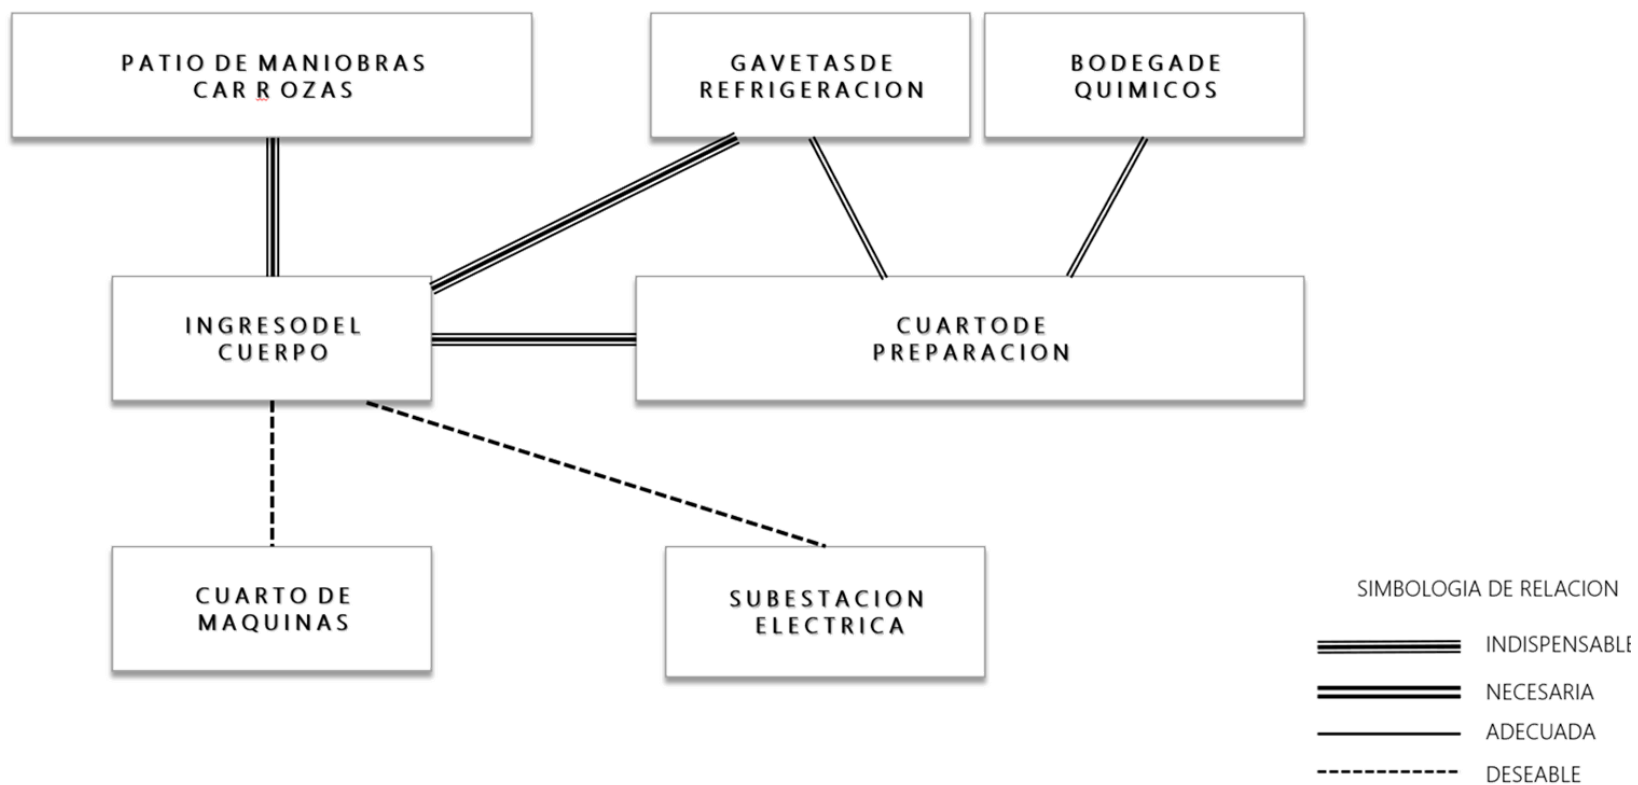 PATIO DE MANIOBRAS
CAR R OZAS
GAVETASDE
REFRIGERACION
BODEGADE
QUIMICOS
INGRESODEL
CUERPO
CUARTODE
PREPARACION
CUARTO DE
MAQUINAS
SUBESTACION
ELECTRICA
SIMBOLOGIA DE RELACION
INDISPENSABLE
NECESARIA
ADECUADA
DESEABLE